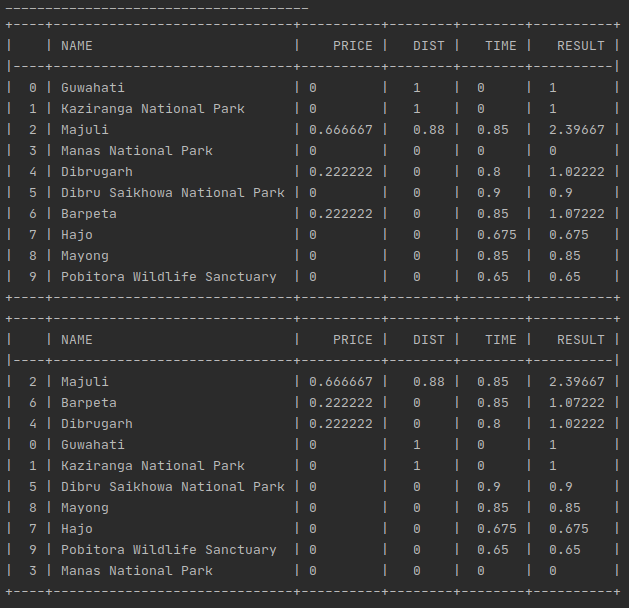 +----+------------------------------+----------+--------+--------+----------+
|    | NAME                         |    PRICE |   DIST |   TIME |   RESULT |
|----+------------------------------+----------+--------+--------+----------|
|  0 | Guwahati                     | 0        |   1    |  0     |  1       |
|  1 | Kaziranga National Park      | 0        |   1    |  0     |  1       |
|  2 | Majuli                       | 0.666667 |   0.88 |  0.85  |  2.39667 |
|  3 | Manas National Park          | 0        |   0    |  0     |  0       |
|  4 | Dibrugarh                    | 0.222222 |   0    |  0.8   |  1.02222 |
|  5 | Dibru Saikhowa National Park | 0        |   0    |  0.9   |  0.9     |
|  6 | Barpeta                      | 0.222222 |   0    |  0.85  |  1.07222 |
|  7 | Hajo                         | 0        |   0    |  0.675 |  0.675   |
|  8 | Mayong                       | 0        |   0    |  0.85  |  0.85    |
|  9 | Pobitora Wildlife Sanctuary  | 0        |   0    |  0.65  |  0.65    |
+----+------------------------------+----------+--------+--------+----------+
+----+------------------------------+----------+--------+--------+----------+
|    | NAME                         |    PRICE |   DIST |   TIME |   RESULT |
|----+------------------------------+----------+--------+--------+----------|
|  2 | Majuli                       | 0.666667 |   0.88 |  0.85  |  2.39667 |
|  6 | Barpeta                      | 0.222222 |   0    |  0.85  |  1.07222 |
|  4 | Dibrugarh                    | 0.222222 |   0    |  0.8   |  1.02222 |
|  0 | Guwahati                     | 0        |   1    |  0     |  1       |
|  1 | Kaziranga National Park      | 0        |   1    |  0     |  1       |
|  5 | Dibru Saikhowa National Park | 0        |   0    |  0.9   |  0.9     |
|  8 | Mayong                       | 0        |   0    |  0.85  |  0.85    |
|  7 | Hajo                         | 0        |   0    |  0.675 |  0.675   |
|  9 | Pobitora Wildlife Sanctuary  | 0        |   0    |  0.65  |  0.65    |
|  3 | Manas National Park          | 0        |   0    |  0     |  0       |
+----+------------------------------+----------+--------+--------+----------+